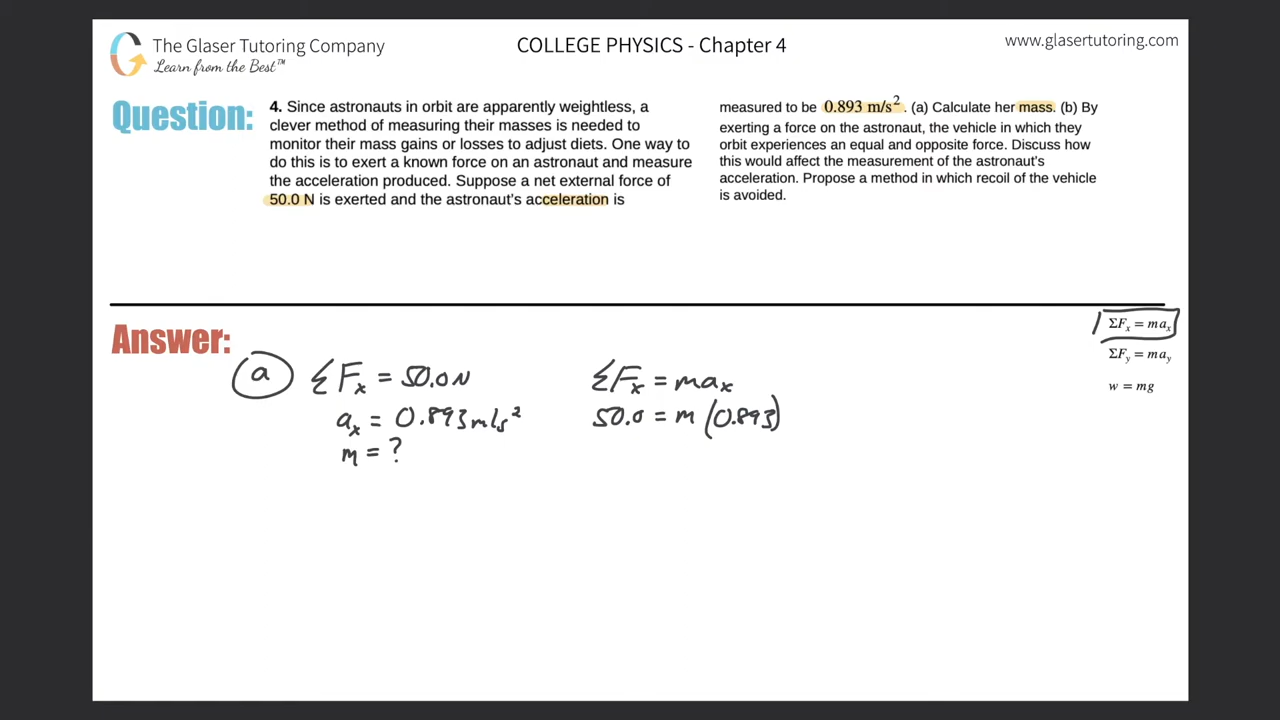 The Glaser Tutoring Company
Learn from the Best™
COLLEGE PHYSICS - Chapter 4
www.glasertutoring.com
Question:
4. Since astronauts in orbit are apparently weightless, a
clever method of measuring their masses is needed to
monitor their mass gains or losses to adjust diets. One way to
do this is to exert a known force on an astronaut and measure
the acceleration produced. Suppose a net external force of
50.0 N is exerted and the astronaut's acceleration is
measured to be 0.893 m/s². (a) Calculate her mass. (b) By
exerting a force on the astronaut, the vehicle in which they
orbit experiences an equal and opposite force. Discuss how
this would affect the measurement of the astronaut's
acceleration. Propose a method in which recoil of the vehicle
is avoided.
Answer:
ΣFₓ = maₓ
ΣFᵧ = maᵧ
w = mg
a ΣFₓ = 50.0 N
aₓ = 0.893 m/s²
m = ?
ΣFₓ = maₓ
50.0 = m (0.893)